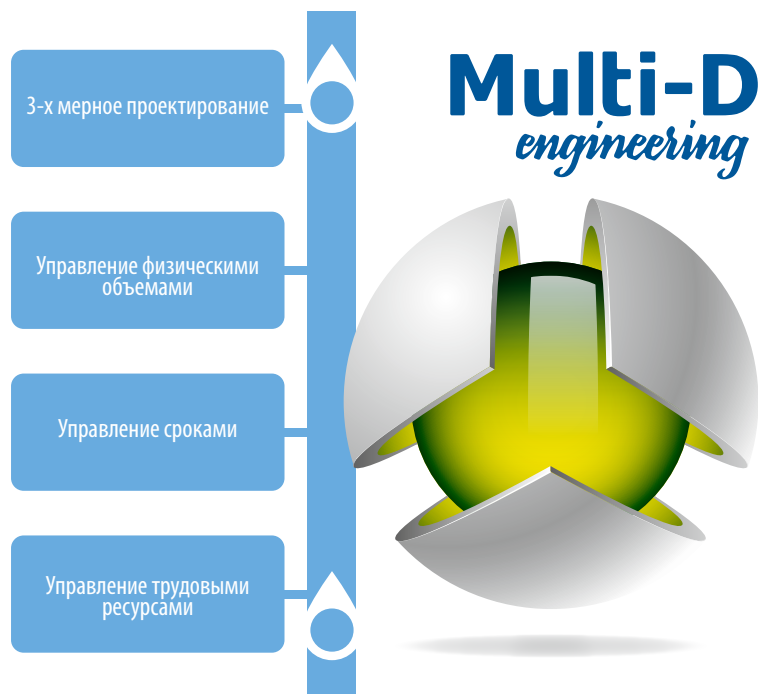 3-х мерное проектирование
Управление физическими
объемами
Управление сроками
Управление трудовыми
ресурсами
Multi-D
engineering